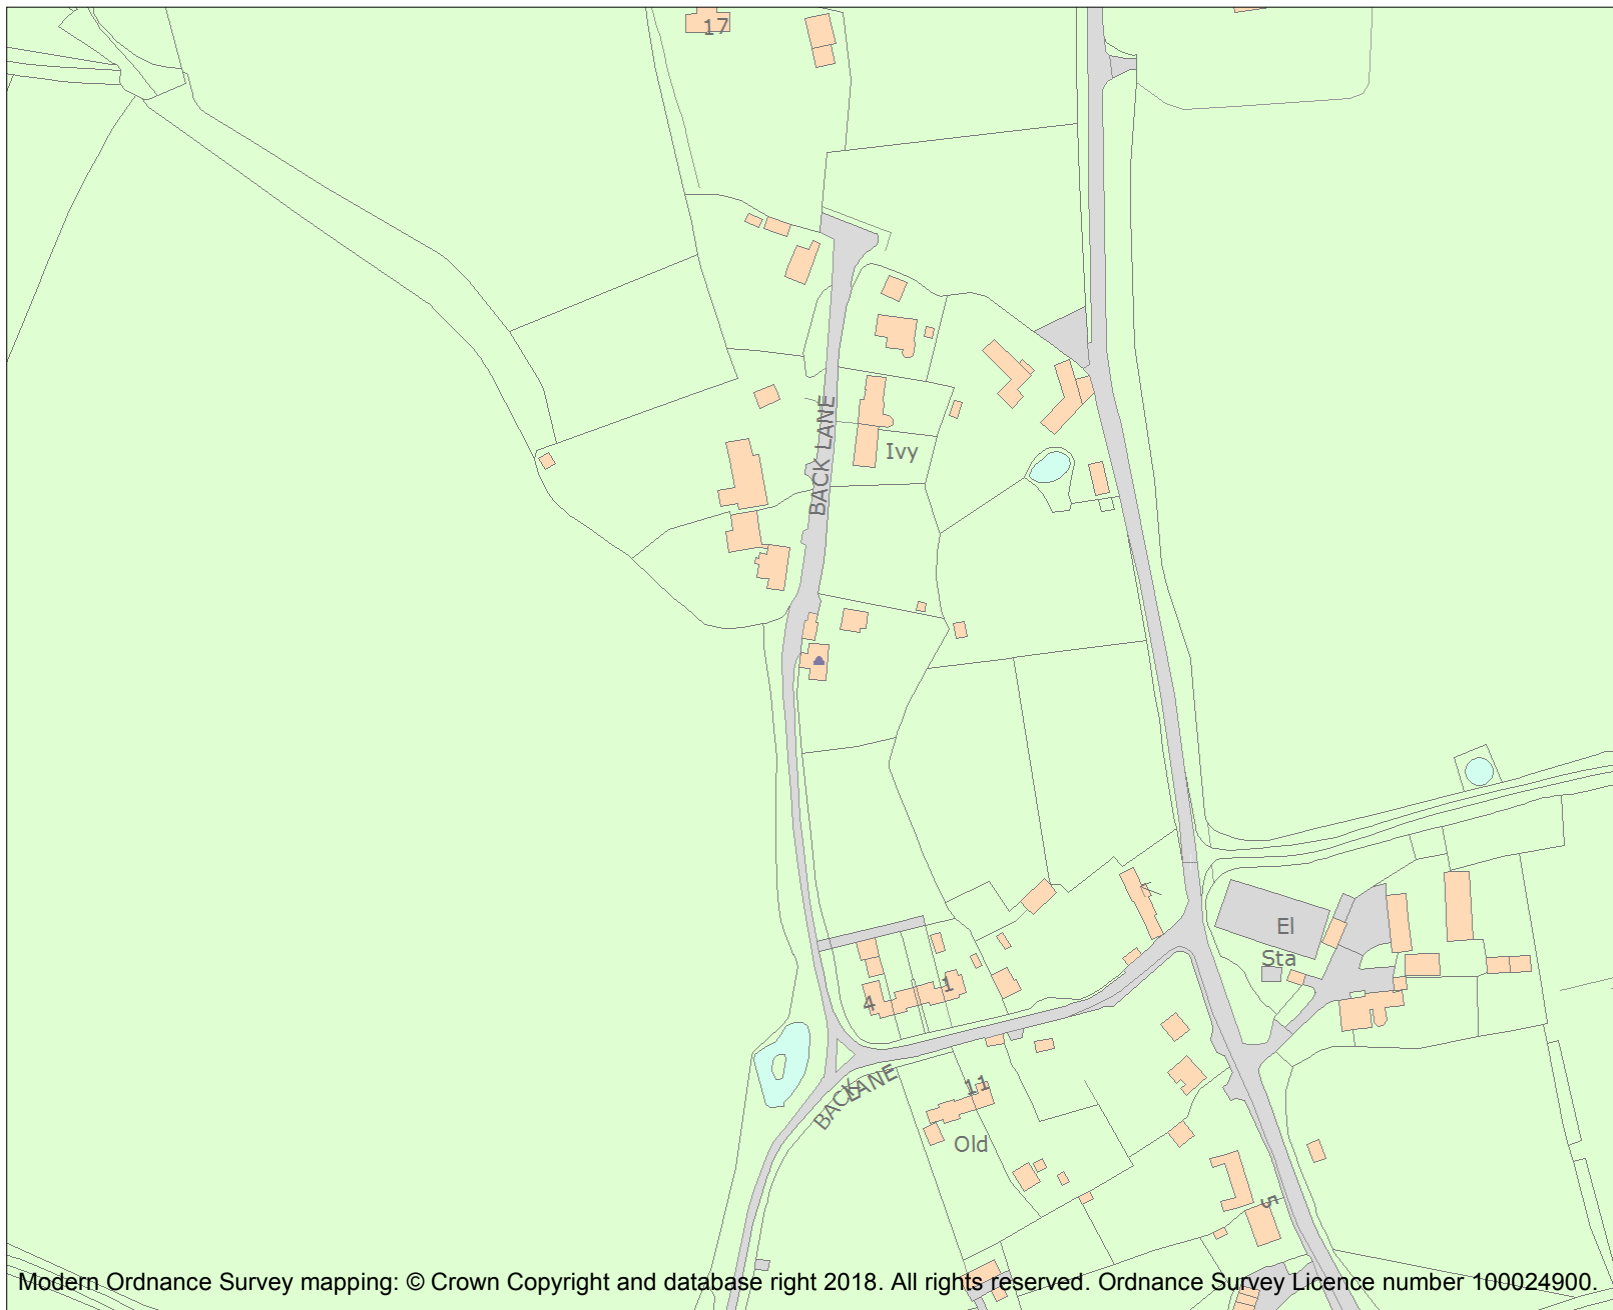 17
BACK LANE
Ivy
El
Sta
1
4
BACK LANE
11
Old
5
Modern Ordnance Survey mapping: © Crown Copyright and database right 2018. All rights reserved. Ordnance Survey Licence number 100024900.